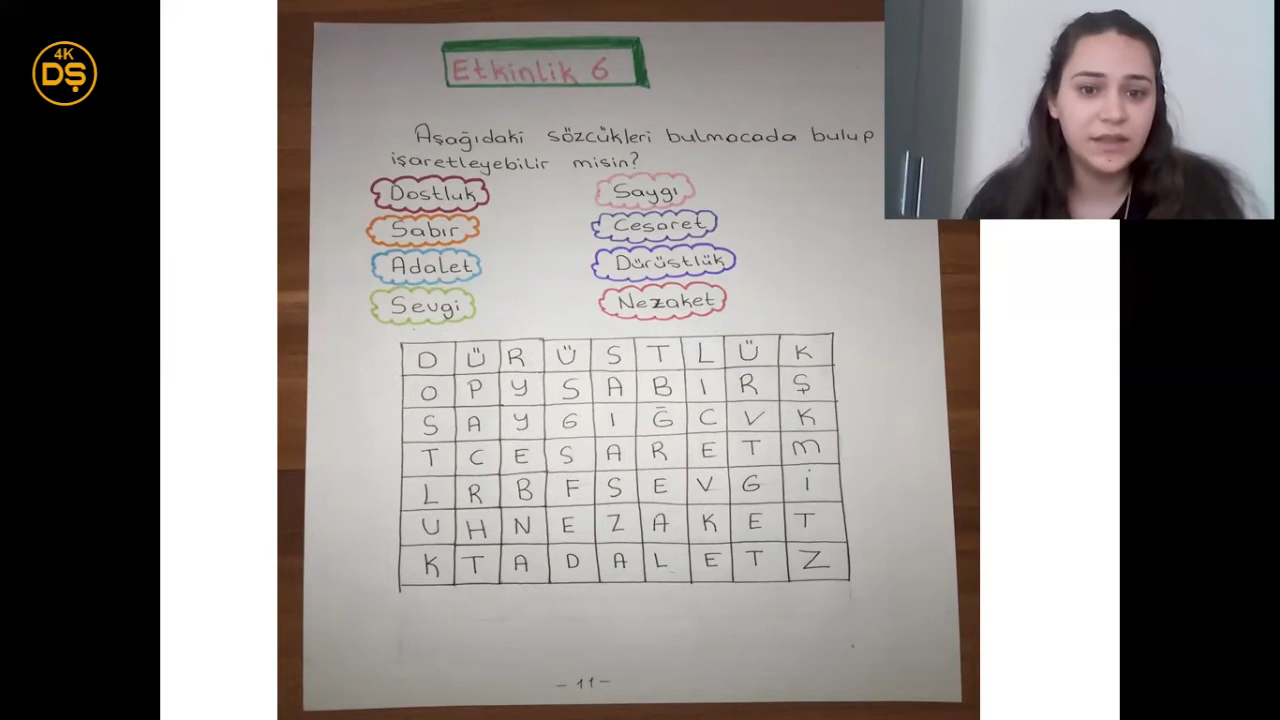 4K
DŞ
Etkinlik 6
Aşağıdaki sözcükleri bulmacada bulup
işaretleyebilir misin?
Dostluk Saygı
Sabır Cesaret
Adalet Dürüstlük
Sevgi Nezaket
D Ü R Ü S T L Ü K
O P Y S A B I R Ş
S A Y G I Ğ C V K
T C E S A R E T M
L R B F S E V G İ
U H N E Z A K E T
K T A D A L E T Z
- 11 -